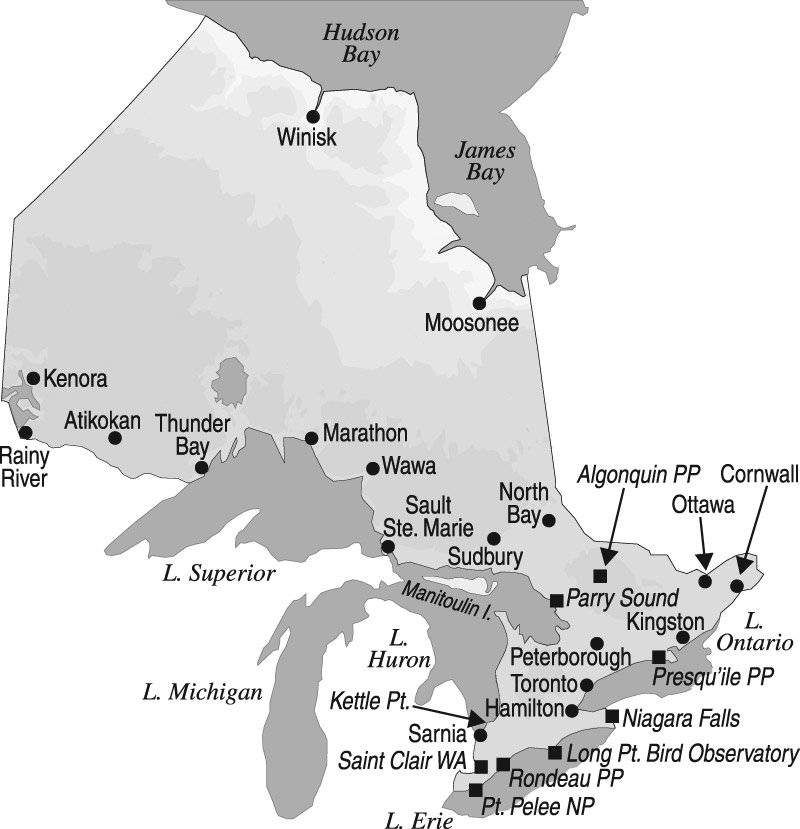 Hudson
Bay
Winisk
James
Bay
Moosonee
Kenora
Atikokan
Thunder
Bay
Marathon
Rainy
River
Wawa
Algonquin PP
Cornwall
North
Bay
Ottawa
Sault
Ste. Marie
Sudbury
L. Superior
Manitoulin I.
Parry Sound
Kingston
L.
Ontario
L.
Huron
Peterborough
Presqu'ile PP
L. Michigan
Toronto
Kettle Pt.
Hamilton
Niagara Falls
Sarnia
Saint Clair WA
Long Pt. Bird Observatory
Rondeau PP
Pt. Pelee NP
L. Erie